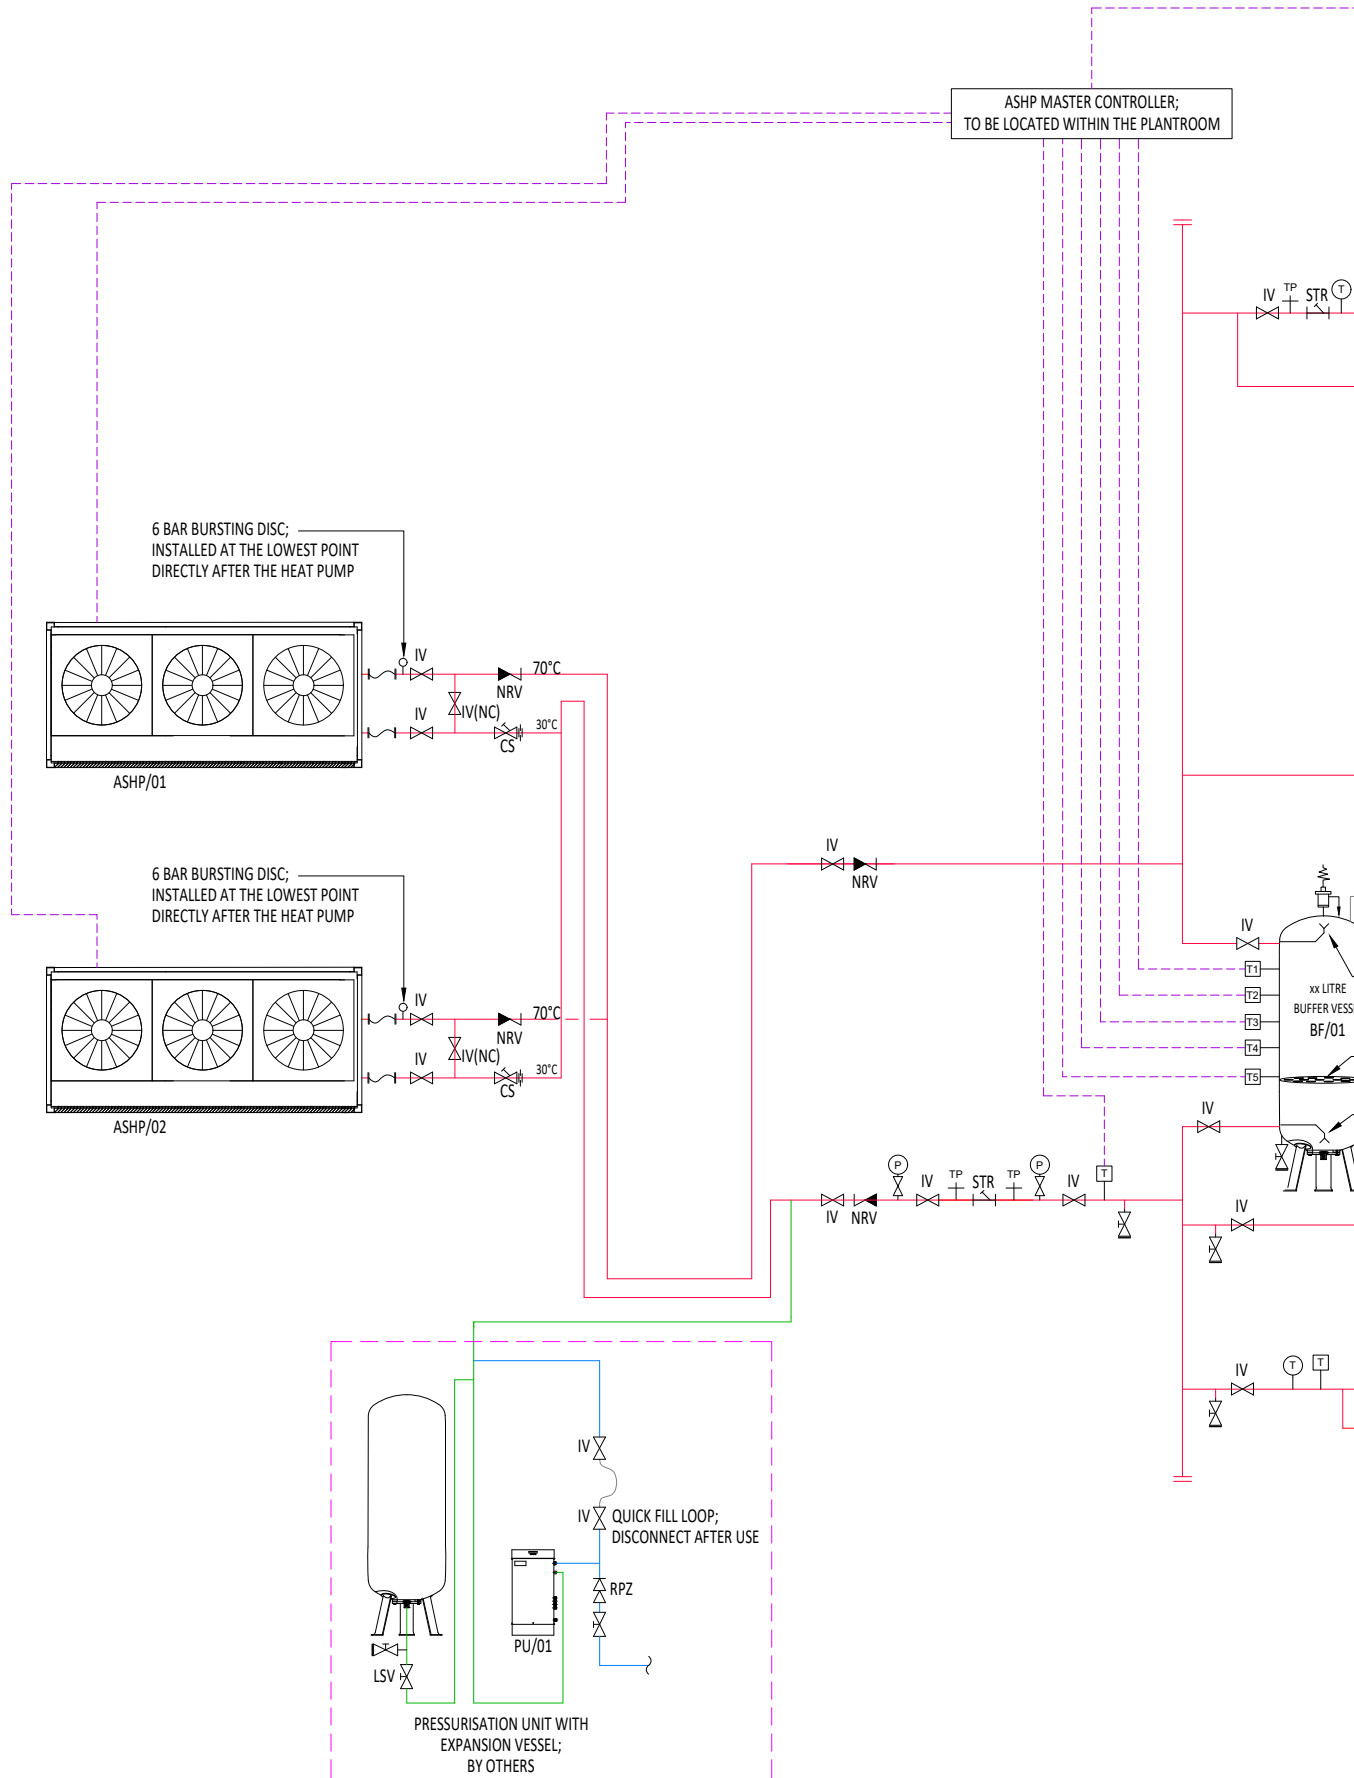 ASHP MASTER CONTROLLER;
TO BE LOCATED WITHIN THE PLANTROOM
IV
TP
STR
T
6 BAR BURSTING DISC;
INSTALLED AT THE LOWEST POINT
DIRECTLY AFTER THE HEAT PUMP
IV
70°C
NRV
IV(NC)
IV
30°C
CS
ASHP/01
IV
NRV
6 BAR BURSTING DISC;
INSTALLED AT THE LOWEST POINT
DIRECTLY AFTER THE HEAT PUMP
IV
70°C
NRV
IV(NC)
IV
30°C
CS
ASHP/02
IV
T1
T2
T3
T4
T5
xx LITRE
BUFFER VESS
BF/01
IV
P
IV
TP
STR
TP
P
IV
T
IV
NRV
IV
IV
T
T
IV
IV
QUICK FILL LOOP;
DISCONNECT AFTER USE
RPZ
PU/01
LSV
PRESSURISATION UNIT WITH
EXPANSION VESSEL;
BY OTHERS